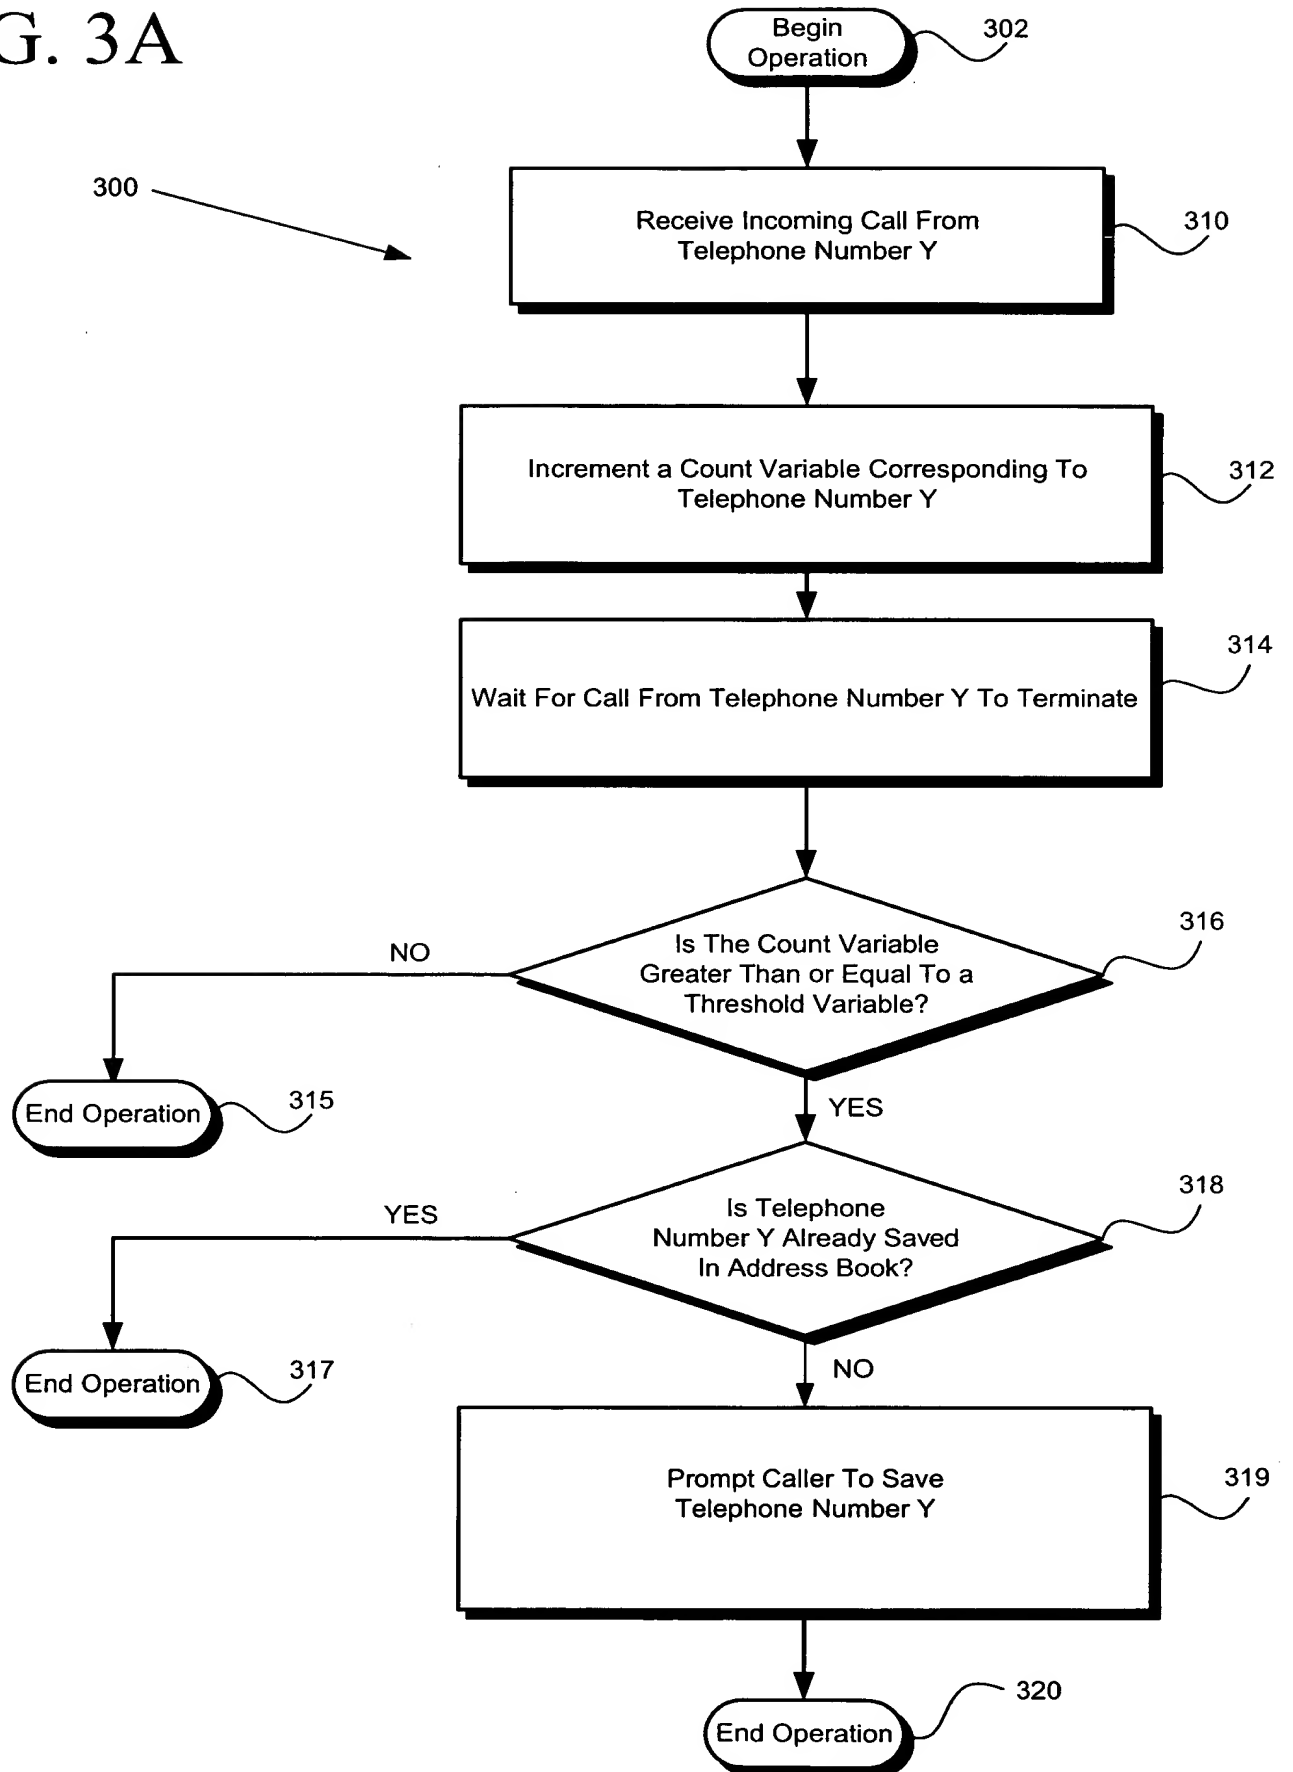 G. 3A
Begin
Operation
302
300
Receive Incoming Call From
Telephone Number Y
310
Increment a Count Variable Corresponding To
Telephone Number Y
312
Wait For Call From Telephone Number Y To Terminate
314
Is The Count Variable
Greater Than or Equal To a
Threshold Variable?
316
NO
End Operation
315
YES
Is Telephone
Number Y Already Saved
In Address Book?
318
YES
End Operation
317
NO
Prompt Caller To Save
Telephone Number Y
319
End Operation
320